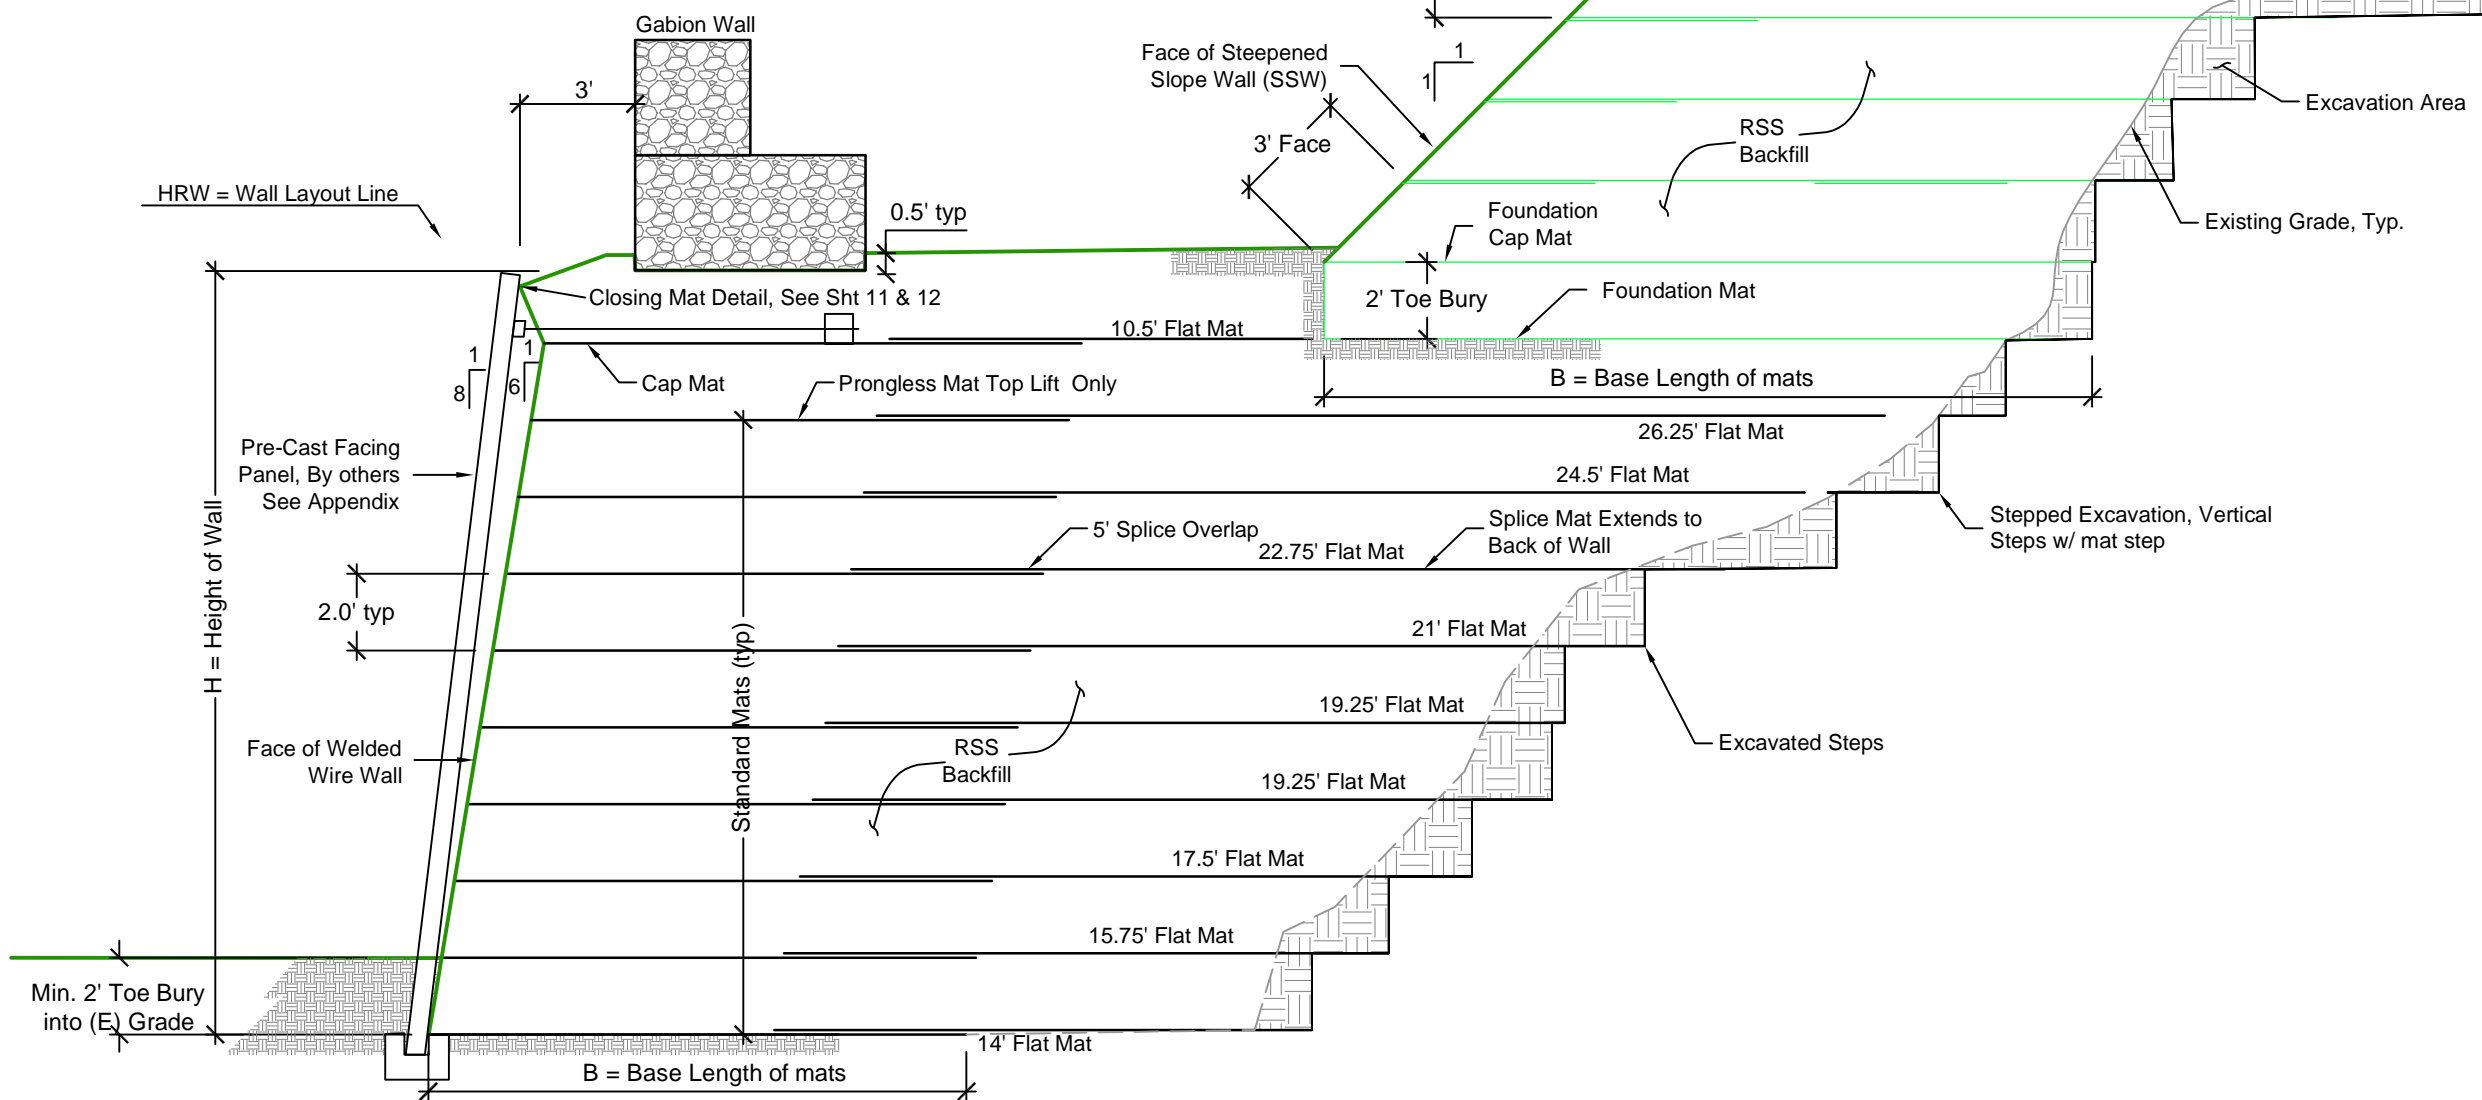 Gabion Wall
3'
Face of Steepened
Slope Wall (SSW)
1
1
3' Face
RSS
Backfill
Excavation Area
HRW = Wall Layout Line
0.5' typ
Foundation
Cap Mat
Existing Grade, Typ.
Closing Mat Detail, See Sht 11 & 12
2' Toe Bury
Foundation Mat
10.5' Flat Mat
1
8
1
6
Cap Mat
Prongless Mat Top Lift Only
B = Base Length of mats
26.25' Flat Mat
Pre-Cast Facing
Panel, By others
See Appendix
24.5' Flat Mat
5' Splice Overlap
Splice Mat Extends to
Back of Wall
Stepped Excavation, Vertical
Steps w/ mat step
22.75' Flat Mat
H = Height of Wall
2.0' typ
21' Flat Mat
Standard Mats (typ)
19.25' Flat Mat
Face of Welded
Wire Wall
RSS
Backfill
Excavated Steps
19.25' Flat Mat
17.5' Flat Mat
15.75' Flat Mat
Min. 2' Toe Bury
into (E) Grade
14' Flat Mat
B = Base Length of mats